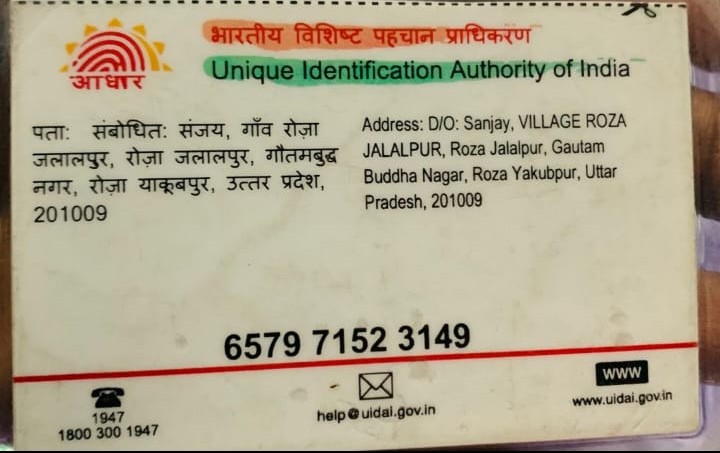 भारतीय विशिष्ट पहचान प्राधिकरण
Unique Identification Authority of India
आधार
पता: संबोधित: संजय, गाँव रोज़ा
जलालपुर, रोज़ा जलालपुर, गौतमबुद्ध
नगर, रोज़ा याकूबपुर, उत्तर प्रदेश,
201009
Address: D/O: Sanjay, VILLAGE ROZA
JALALPUR, Roza Jalalpur, Gautam
Buddha Nagar, Roza Yakubpur, Uttar
Pradesh, 201009
6579 7152 3149
1947
1800 300 1947
help@uidai.gov.in
www
www.uidai.gov.in